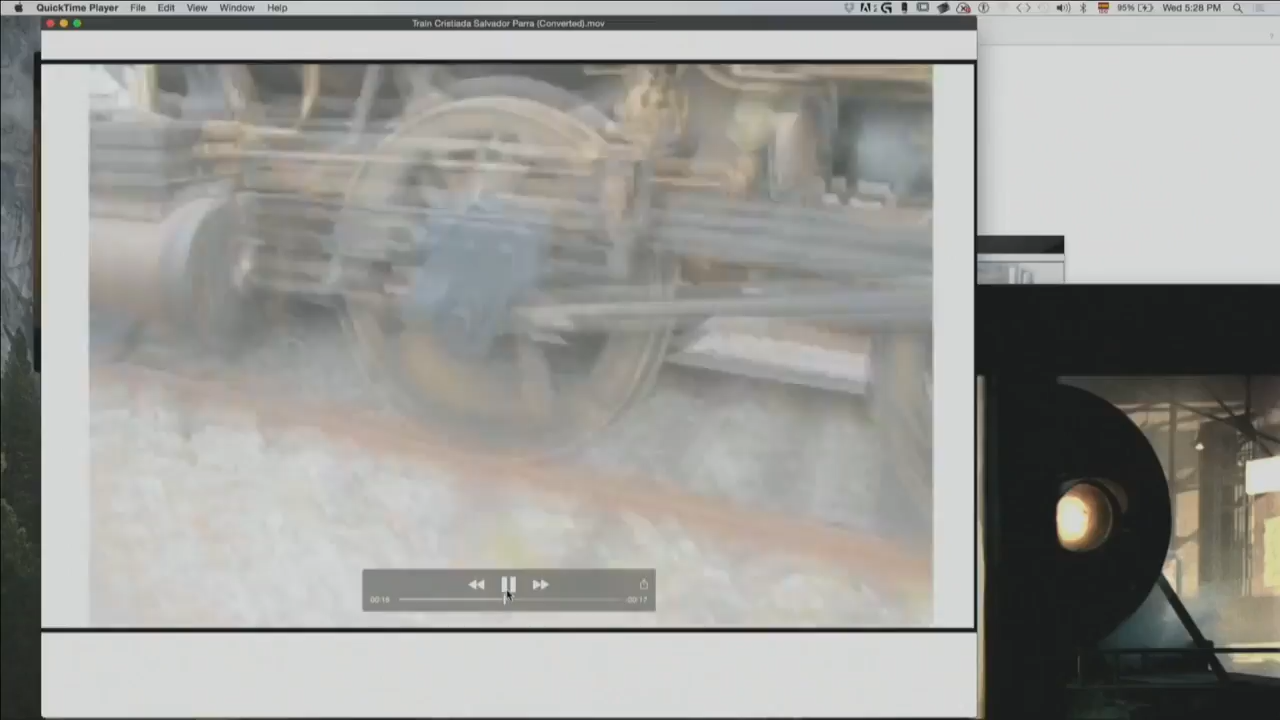 QuickTime Player File Edit View Window Help 95% Wed 5:28 PM
Train Cristiada Salvador Parra (Converted).mov
00:16 -00:17